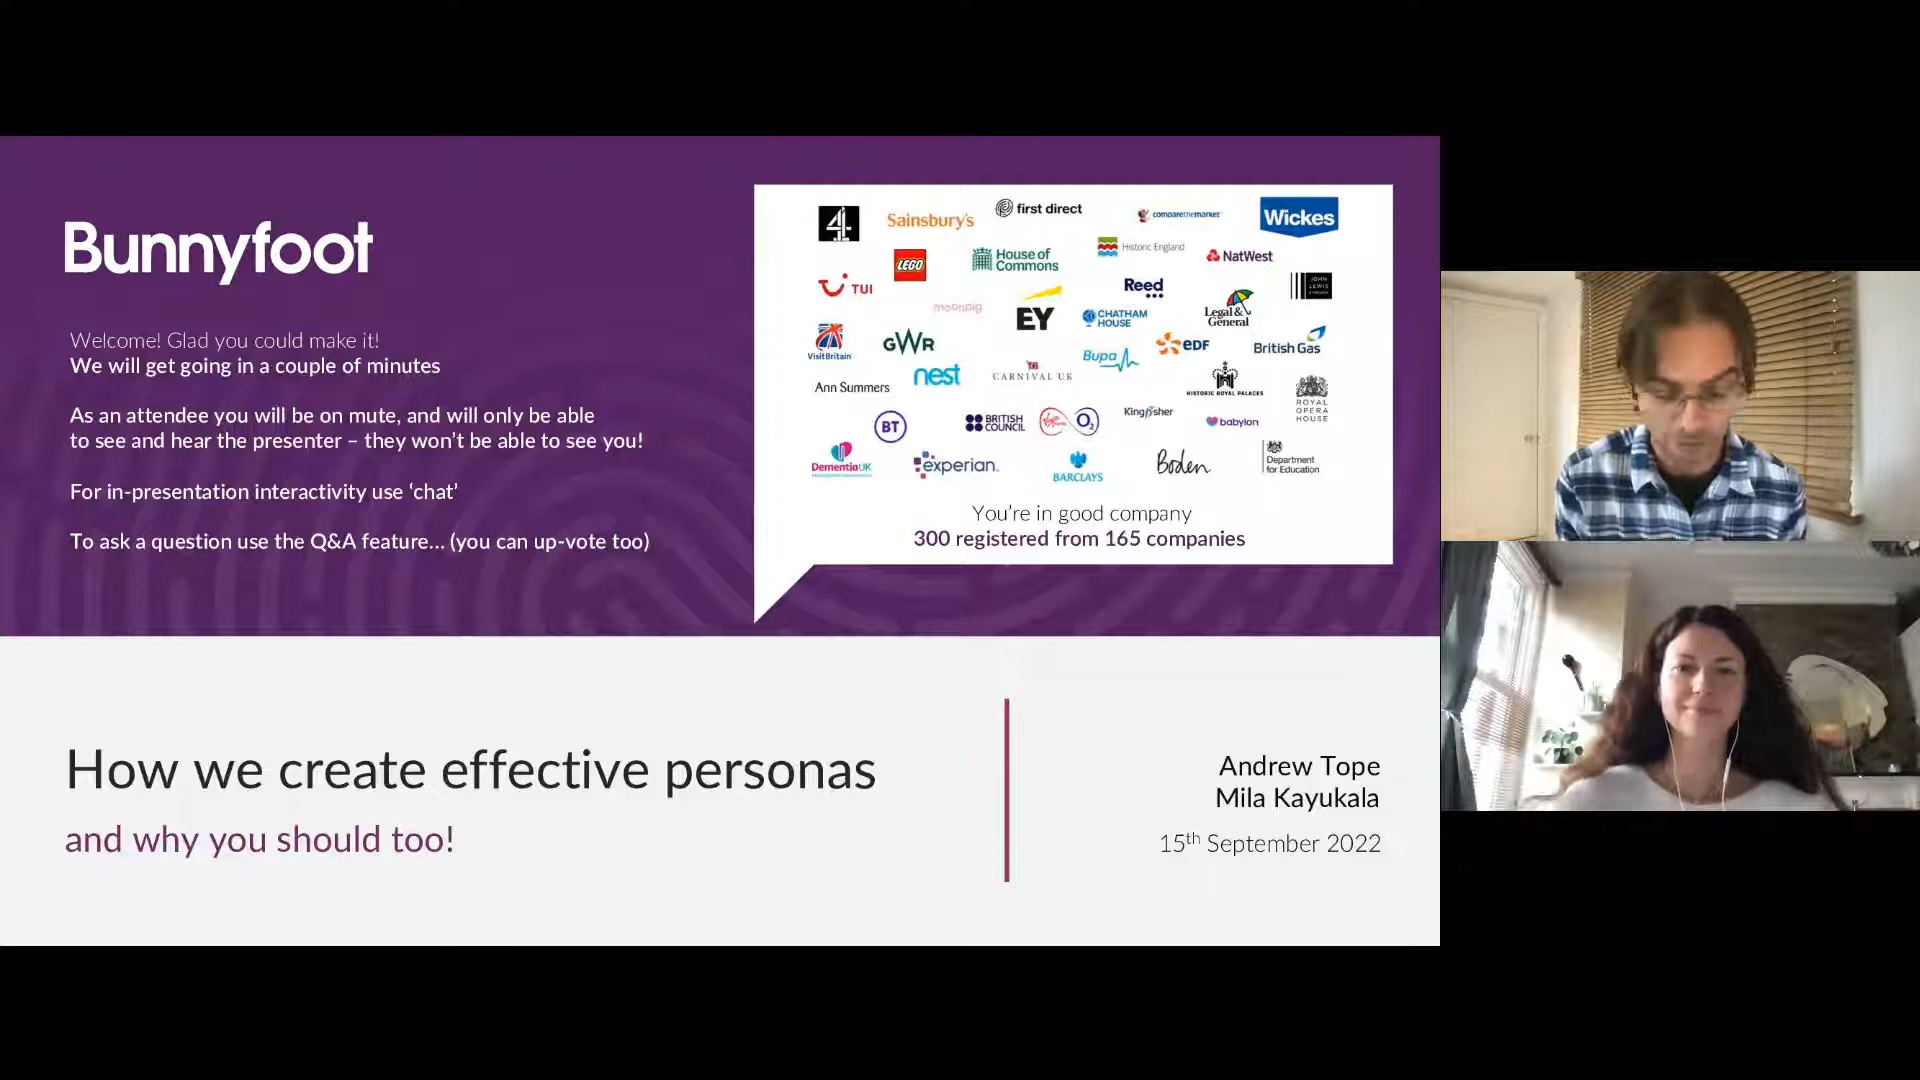 Bunnyfoot
Welcome! Glad you could make it!
We will get going in a couple of minutes
As an attendee you will be on mute, and will only be able
to see and hear the presenter – they won’t be able to see you!
For in-presentation interactivity use ‘chat’
To ask a question use the Q&A feature... (you can up-vote too)
4
Sainsbury's
first direct
comparethemarket
Wickes
LEGO
House of
Commons
Historic England
NatWest
TUI
moonpig
EY
Reed
CHATHAM
HOUSE
Legal &
General
JOHN
LEWIS
VisitBritain
GWR
Bupa
eDF
British Gas
Ann Summers
nest
CARNIVAL UK
HISTORIC ROYAL PALACES
ROYAL
OPERA
HOUSE
BT
BRITISH
COUNCIL
O2
Kingfisher
babylon
DementiaUK
experian.
BARCLAYS
Boden
Department
for Education
You’re in good company
300 registered from 165 companies
How we create effective personas
and why you should too!
Andrew Tope
Mila Kayukala
15th September 2022